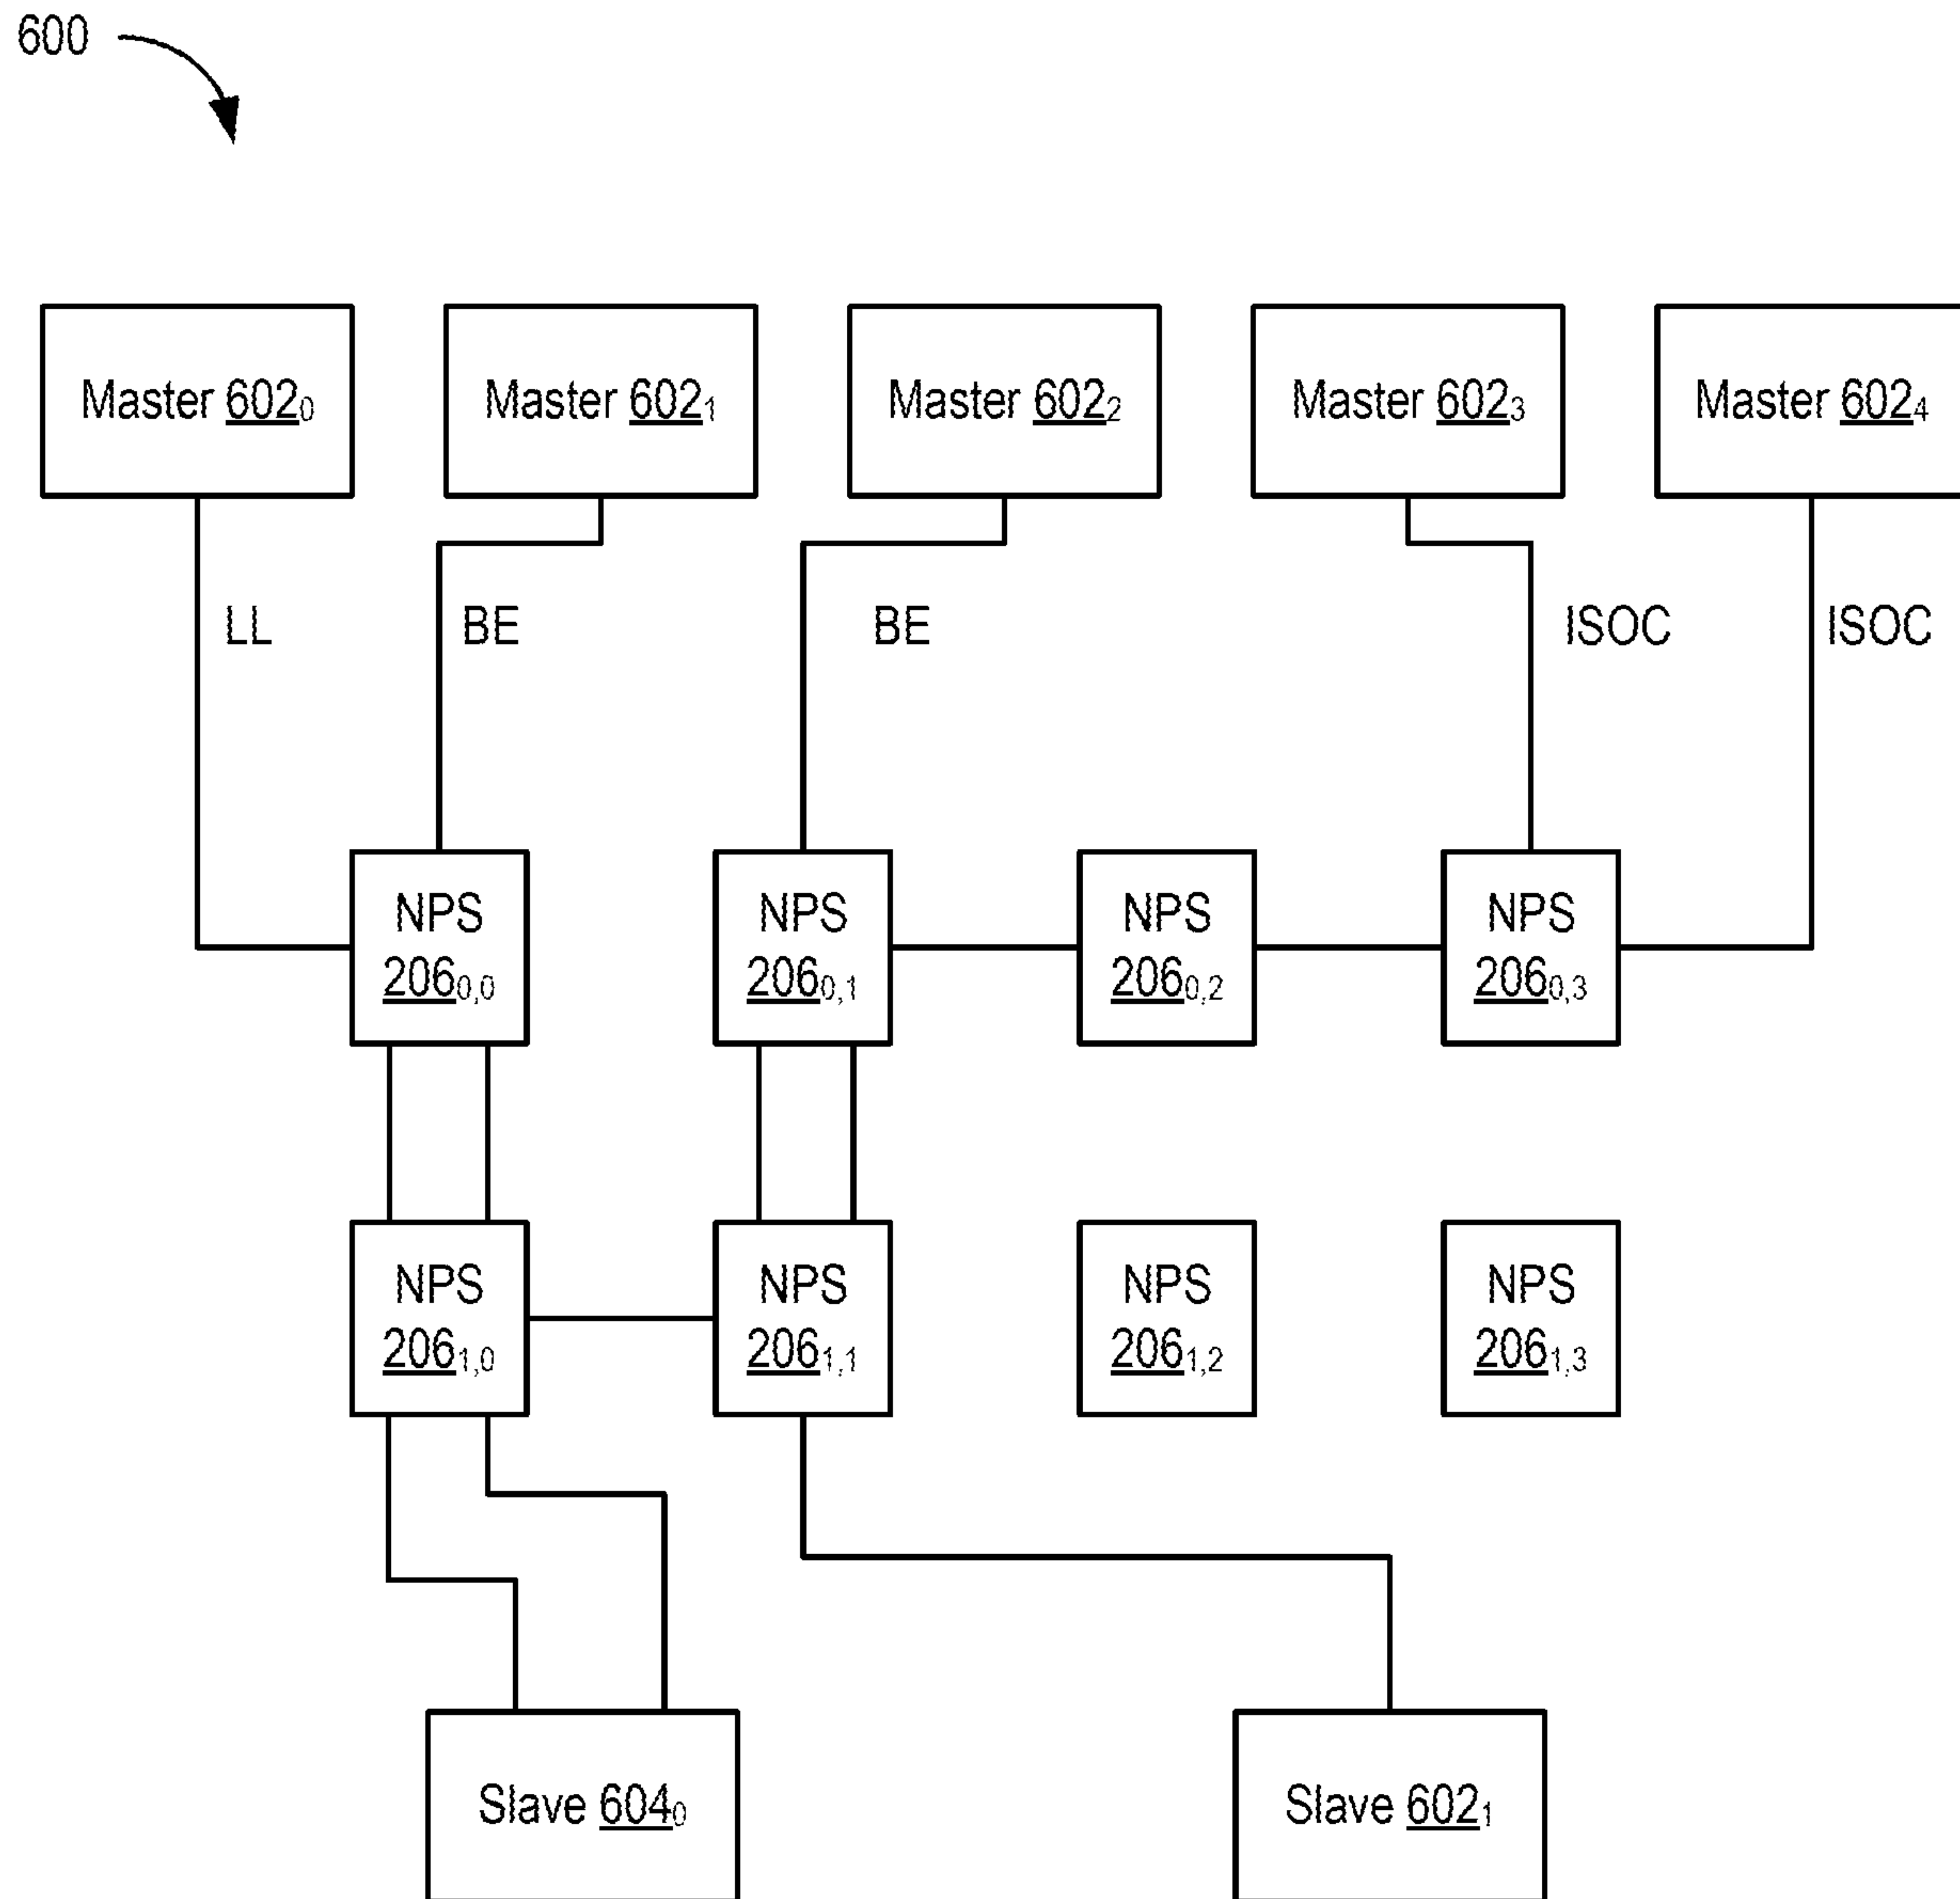 600
Master 602₀
Master 602₁
Master 602₂
Master 602₃
Master 602₄
LL
BE
BE
ISOC
ISOC
NPS
206₀,₀
NPS
206₀,₁
NPS
206₀,₂
NPS
206₀,₃
NPS
206₁,₀
NPS
206₁,₁
NPS
206₁,₂
NPS
206₁,₃
Slave 604₀
Slave 602₁